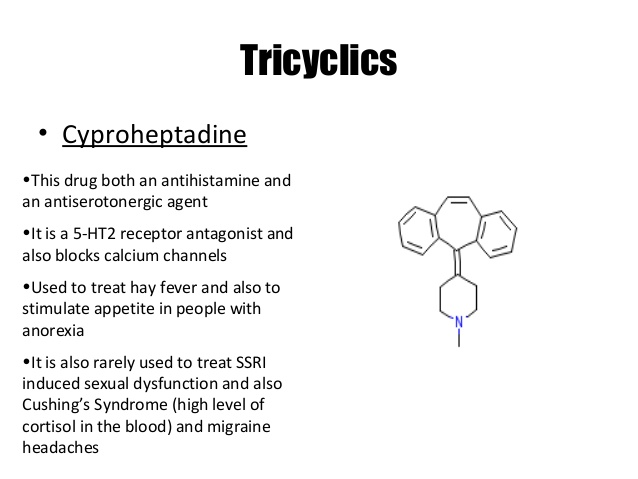 Tricyclics
• Cyproheptadine
•This drug both an antihistamine and
an antiserotonergic agent
•It is a 5-HT2 receptor antagonist and
also blocks calcium channels
•Used to treat hay fever and also to
stimulate appetite in people with
anorexia
•It is also rarely used to treat SSRI
induced sexual dysfunction and also
Cushing's Syndrome (high level of
cortisol in the blood) and migraine
headaches
N